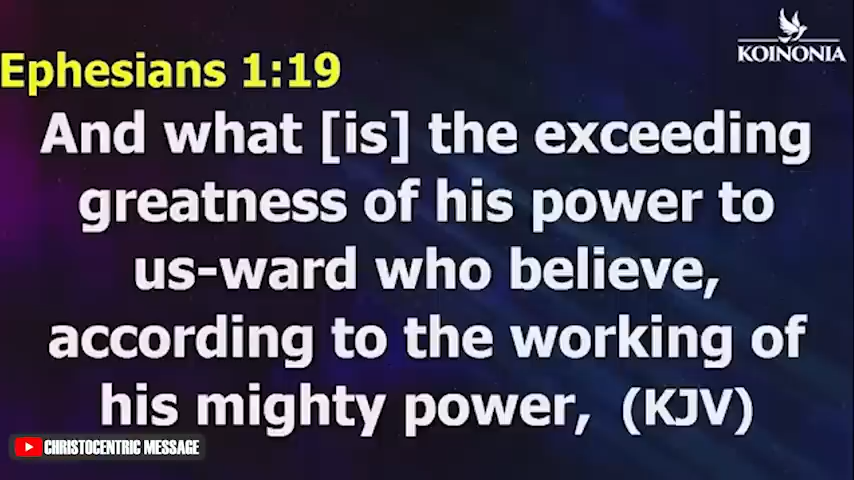 KOINONIA
Ephesians 1:19
And what [is] the exceeding
greatness of his power to
us-ward who believe,
according to the working of
his mighty power, (KJV)
CHRISTOCENTRIC MESSAGE